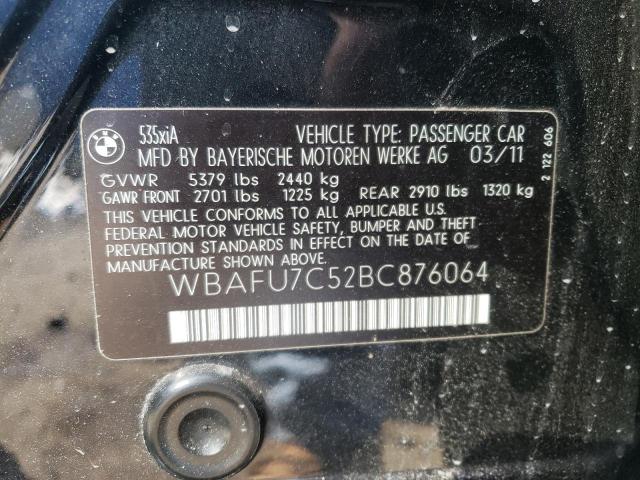 BMW
535xiA VEHICLE TYPE: PASSENGER CAR
MFD BY BAYERISCHE MOTOREN WERKE AG 03/11
GVWR 5379 lbs 2440 kg
GAWR FRONT 2701 lbs 1225 kg REAR 2910 lbs 1320 kg
THIS VEHICLE CONFORMS TO ALL APPLICABLE U.S.
FEDERAL MOTOR VEHICLE SAFETY, BUMPER AND THEFT
PREVENTION STANDARDS IN EFFECT ON THE DATE OF
MANUFACTURE SHOWN ABOVE.
WBAFU7C52BC876064
2 122 606